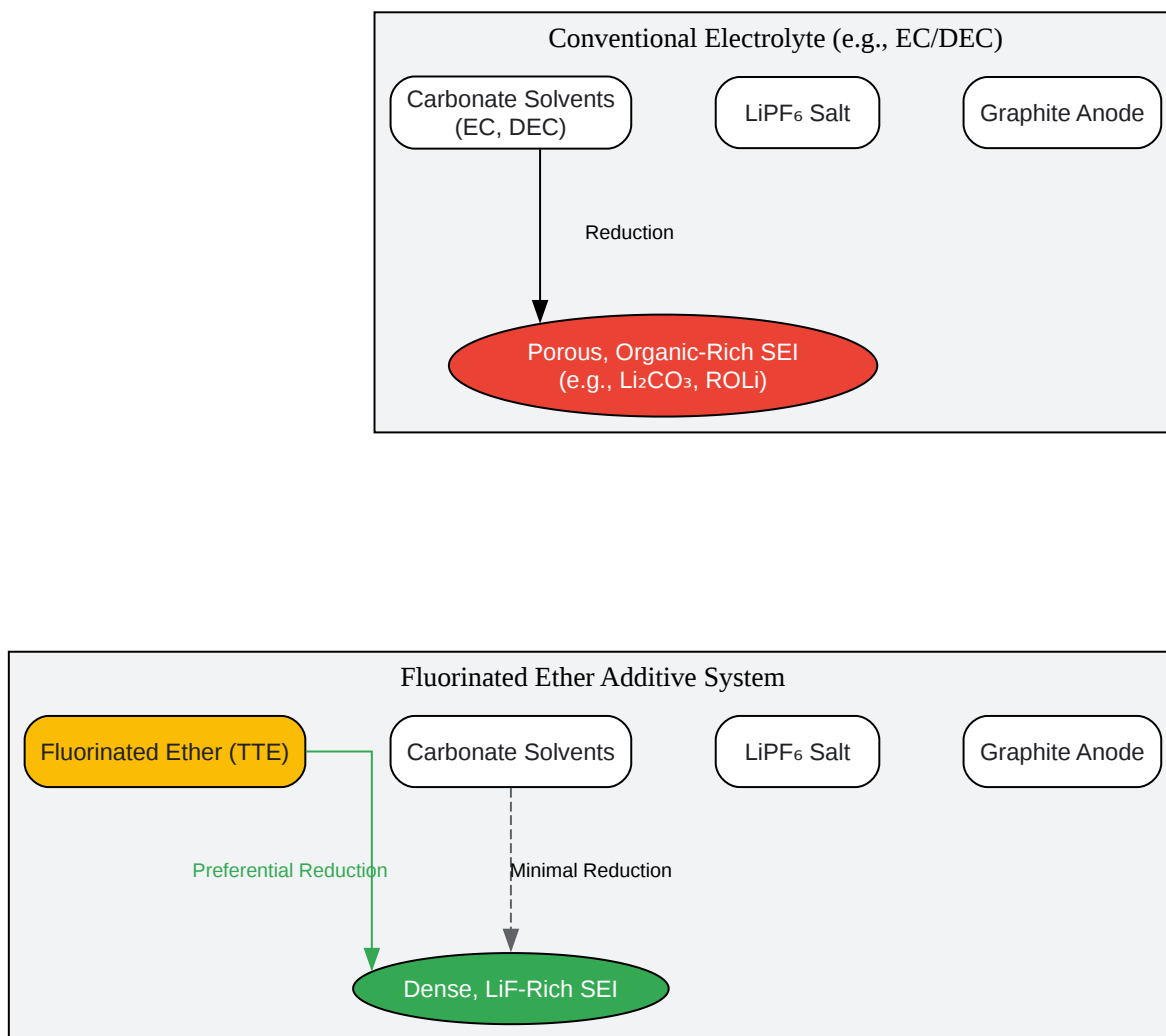 Conventional Electrolyte (e.g., EC/DEC)
Carbonate Solvents
(EC, DEC)
LiPF₆ Salt
Graphite Anode
Reduction
Porous, Organic-Rich SEI
(e.g., Li₂CO₃, ROLi)
Fluorinated Ether Additive System
Fluorinated Ether (TTE)
Carbonate Solvents
LiPF₆ Salt
Graphite Anode
Preferential Reduction
Minimal Reduction
Dense, LiF-Rich SEI